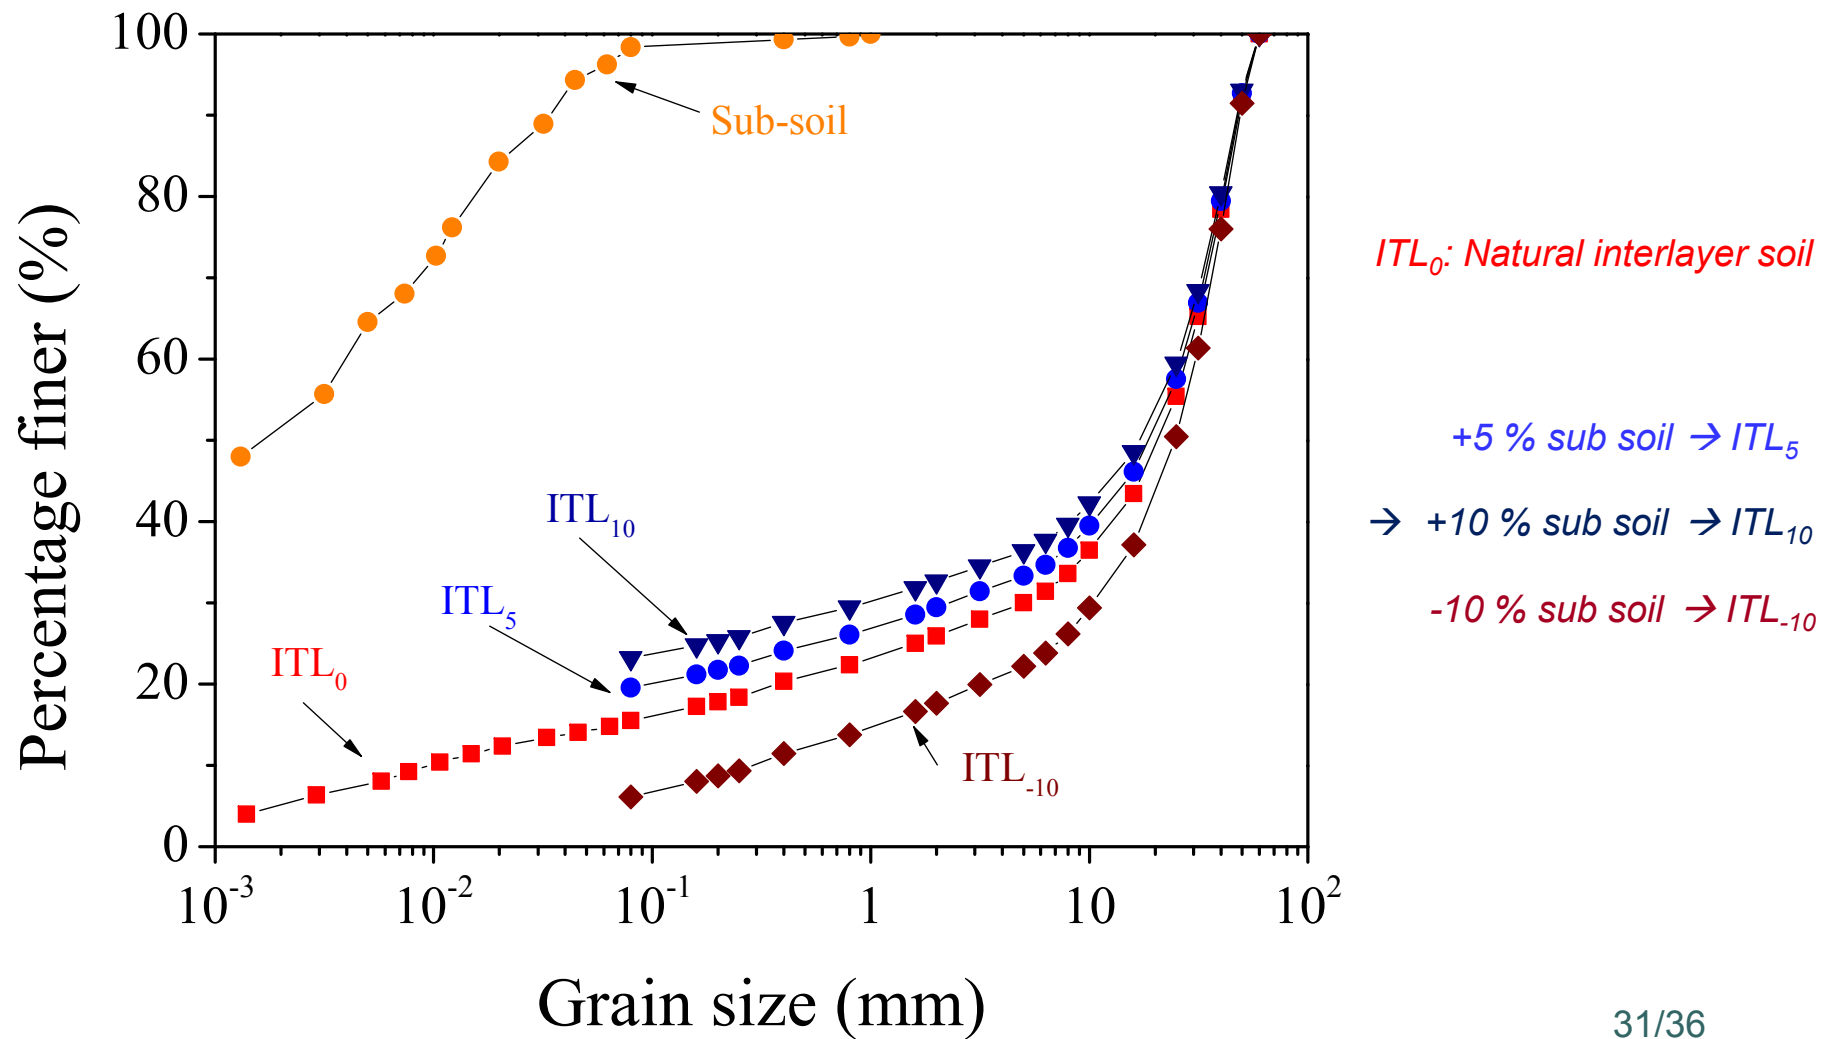 100
80
60
40
20
0
Percentage finer (%)
Sub-soil
ITL₁₀
ITL₅
ITL₀
ITL₋₁₀
10⁻³ 10⁻² 10⁻¹ 1 10 10²
Grain size (mm)
ITL₀: Natural interlayer soil
+5 % sub soil → ITL₅
→ +10 % sub soil → ITL₁₀
-10 % sub soil → ITL₋₁₀
31/36